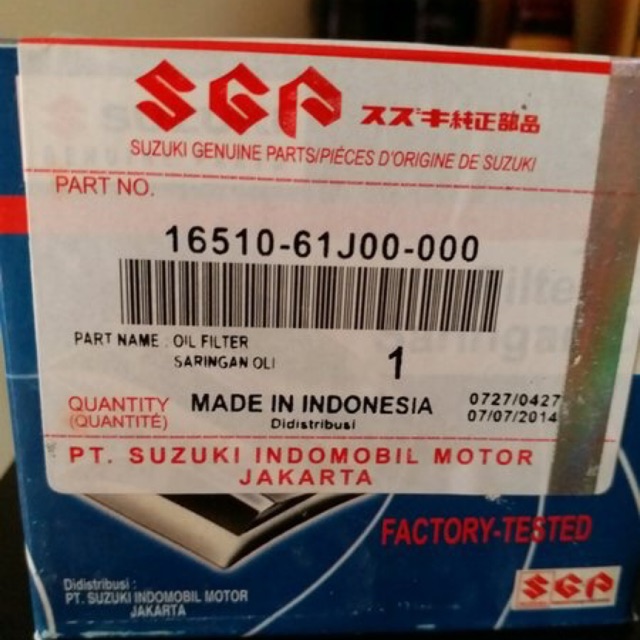 SGP スズキ純正部品
SUZUKI GENUINE PARTS/PIÈCES D'ORIGINE DE SUZUKI
PART NO.
16510-61J00-000
PART NAME : OIL FILTER
SARINGAN OLI
1
QUANTITY
(QUANTITÉ)
MADE IN INDONESIA
Didistribusi
0727/0427
07/07/2014
PT. SUZUKI INDOMOBIL MOTOR
JAKARTA
FACTORY-TESTED
Didistribusi :
PT. SUZUKI INDOMOBIL MOTOR
JAKARTA
SGP